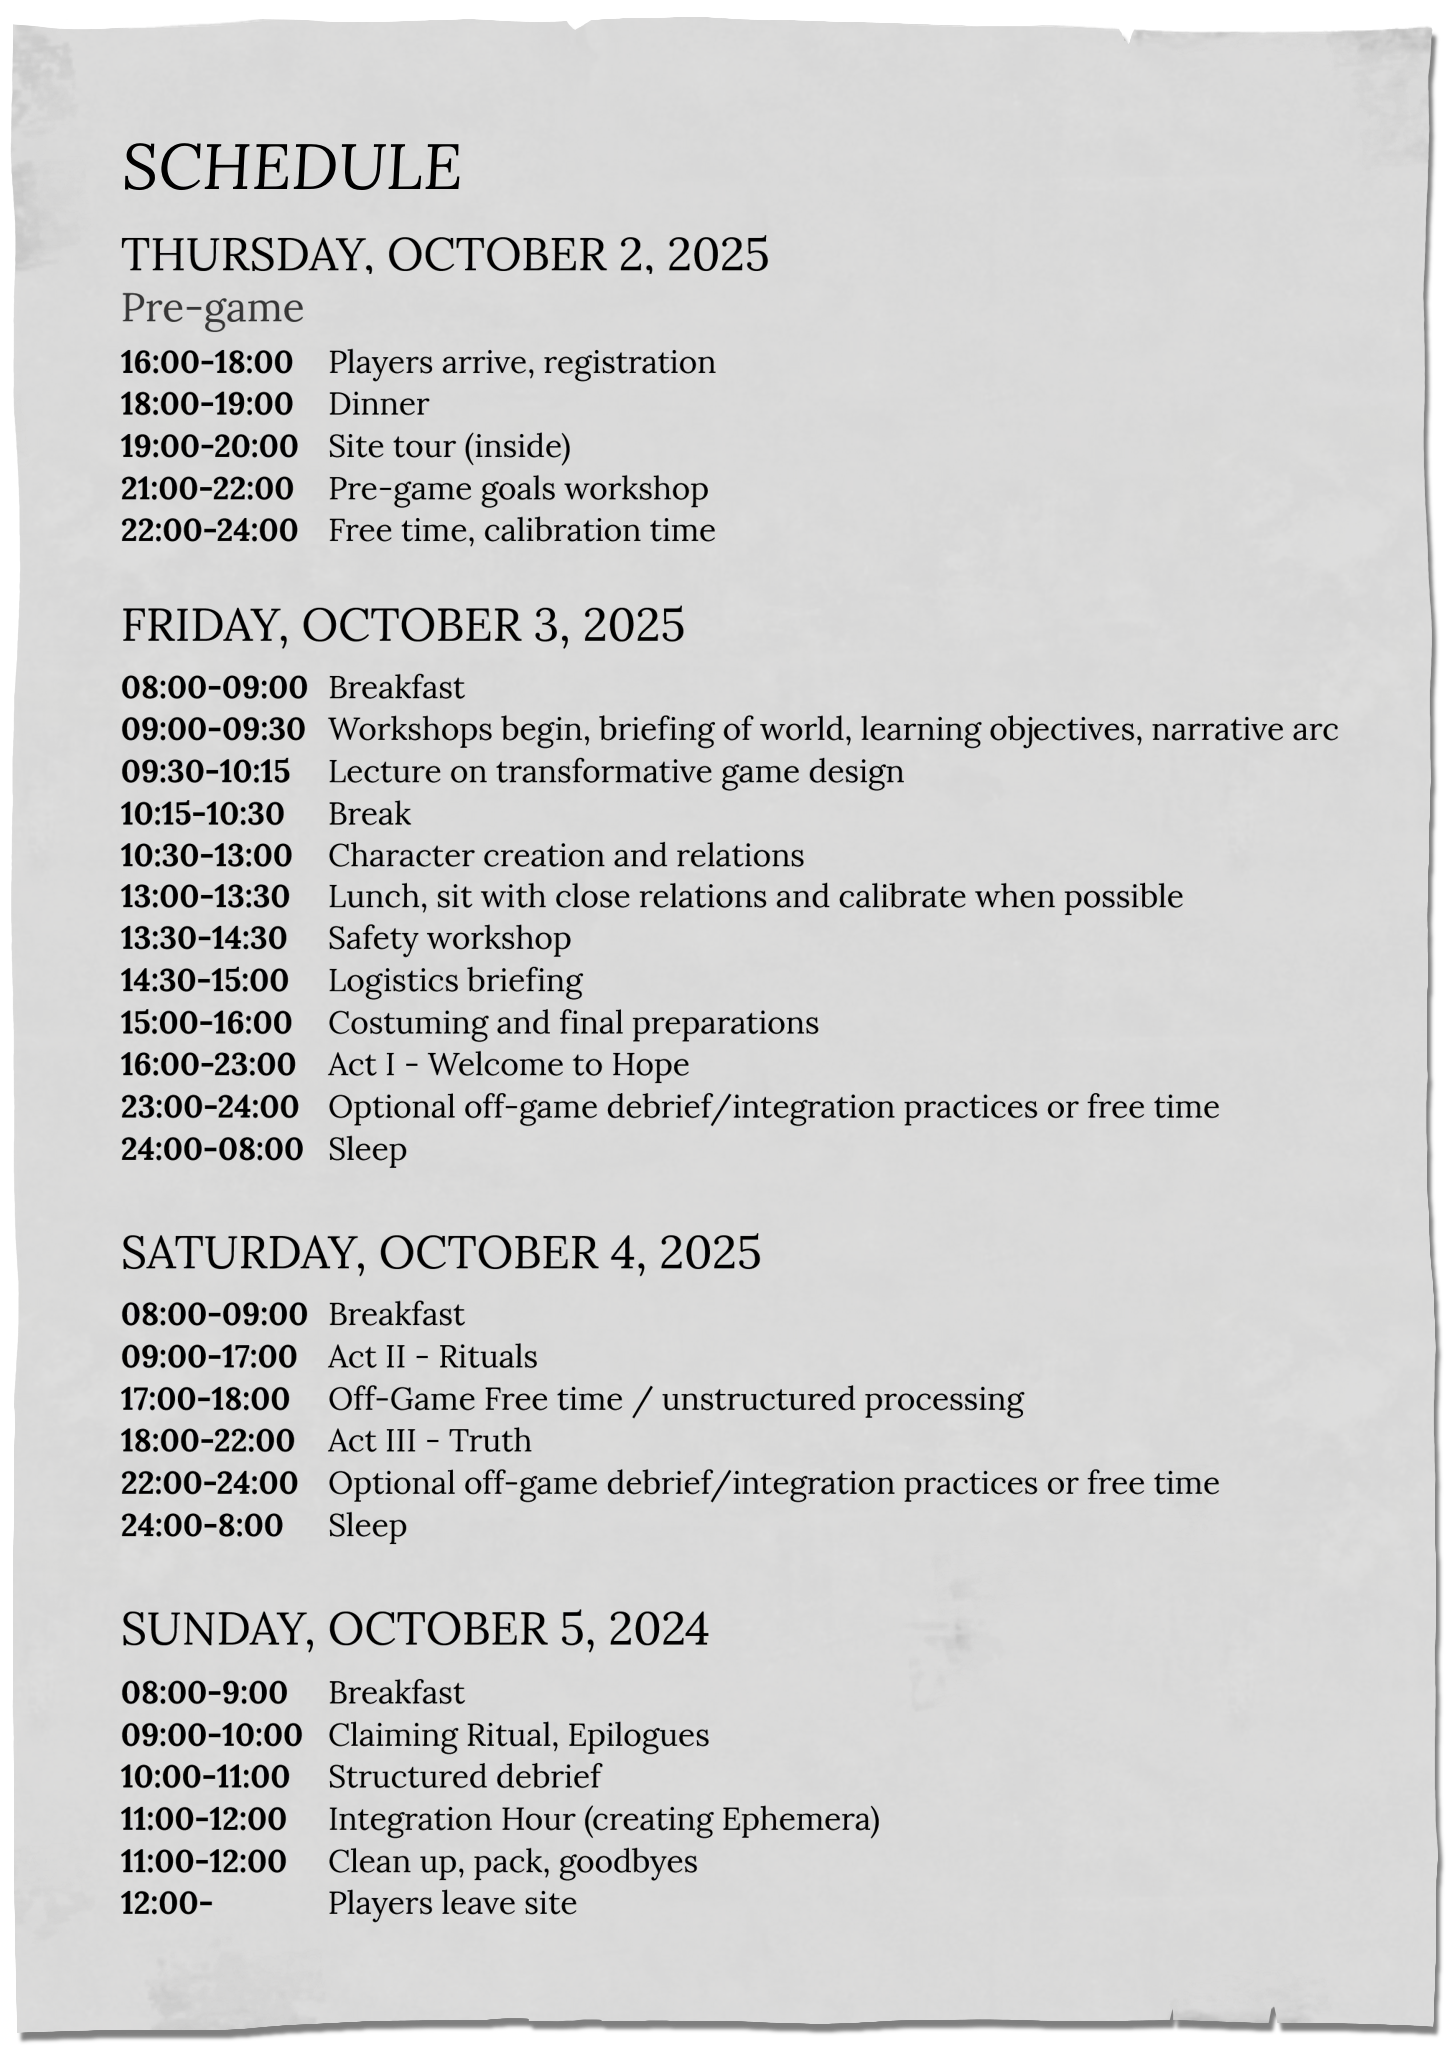 SCHEDULE
THURSDAY, OCTOBER 2, 2025
Pre-game
16:00-18:00 Players arrive, registration
18:00-19:00 Dinner
19:00-20:00 Site tour (inside)
21:00-22:00 Pre-game goals workshop
22:00-24:00 Free time, calibration time
FRIDAY, OCTOBER 3, 2025
08:00-09:00 Breakfast
09:00-09:30 Workshops begin, briefing of world, learning objectives, narrative arc
09:30-10:15 Lecture on transformative game design
10:15-10:30 Break
10:30-13:00 Character creation and relations
13:00-13:30 Lunch, sit with close relations and calibrate when possible
13:30-14:30 Safety workshop
14:30-15:00 Logistics briefing
15:00-16:00 Costuming and final preparations
16:00-23:00 Act I - Welcome to Hope
23:00-24:00 Optional off-game debrief/integration practices or free time
24:00-08:00 Sleep
SATURDAY, OCTOBER 4, 2025
08:00-09:00 Breakfast
09:00-17:00 Act II - Rituals
17:00-18:00 Off-Game Free time / unstructured processing
18:00-22:00 Act III - Truth
22:00-24:00 Optional off-game debrief/integration practices or free time
24:00-8:00 Sleep
SUNDAY, OCTOBER 5, 2024
08:00-9:00 Breakfast
09:00-10:00 Claiming Ritual, Epilogues
10:00-11:00 Structured debrief
11:00-12:00 Integration Hour (creating Ephemera)
11:00-12:00 Clean up, pack, goodbyes
12:00- Players leave site